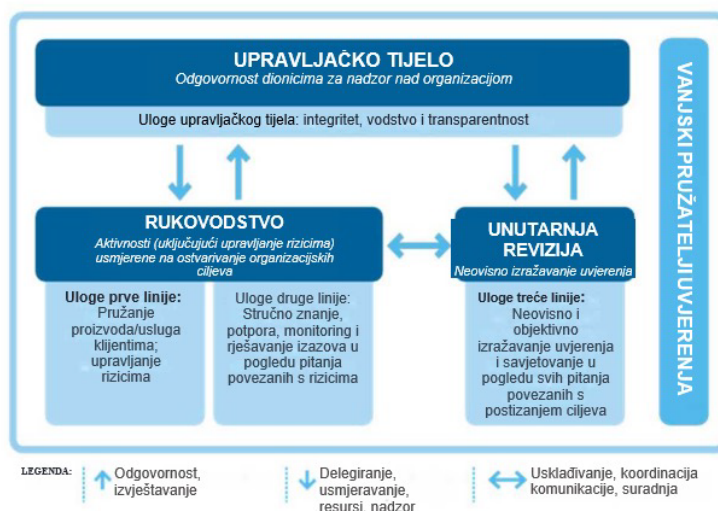 UPRAVLJAČKO TIJELO
Odgovornost dionicima za nadzor nad organizacijom
Uloge upravljačkog tijela: integritet, vodstvo i transparentnost
RUKOVODSTVO
Aktivnosti (uključujući upravljanje rizicima)
usmjerene na ostvarivanje organizacijskih
ciljeva
Uloge prve linije:
Pružanje
proizvoda/usluga
klijentima;
upravljanje
rizicima
Uloge druge linije:
Stručno znanje,
potpora, monitoring i
rješavanje izazova u
pogledu pitanja
povezanih s rizicima
UNUTARNJA
REVIZIJA
Neovisno izražavanje uvjerenja
Uloge treće linije:
Neovisno i
objektivno
izražavanje uvjerenja
i savjetovanje u
pogledu svih pitanja
povezanih s
postizanjem ciljeva
VANJSKI PRUŽATELJI UVJERENJA
LEGENDA:
Odgovornost,
izvještavanje
Delegiranje,
usmjeravanje,
resursi, nadzor
Usklađivanje, koordinacija
komunikacije, suradnja